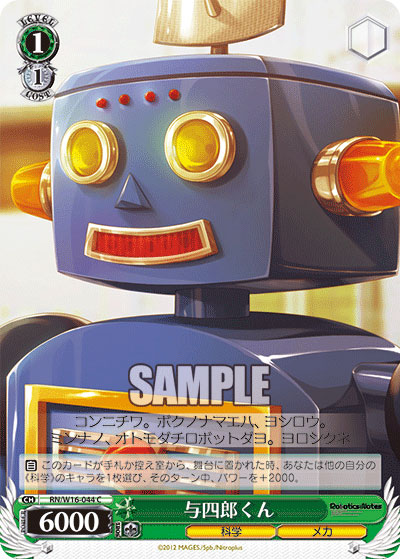 LEVEL
1
1
COST
SAMPLE
コンニチワ。ボクノナマエハ、ヨシロウ。
ミンナノ、オトモダチロボットダヨ。ヨロシクネ
このカードが手札か控え室から、舞台に置かれた時、あなたは他の自分の
《科学》のキャラを1枚選び、そのターン中、パワーを+2000。
CH RN/W16-044 C
与四郎くん
Robotics;Notes
6000
科学 メカ
©2012 MAGES./5pb./Nitroplus